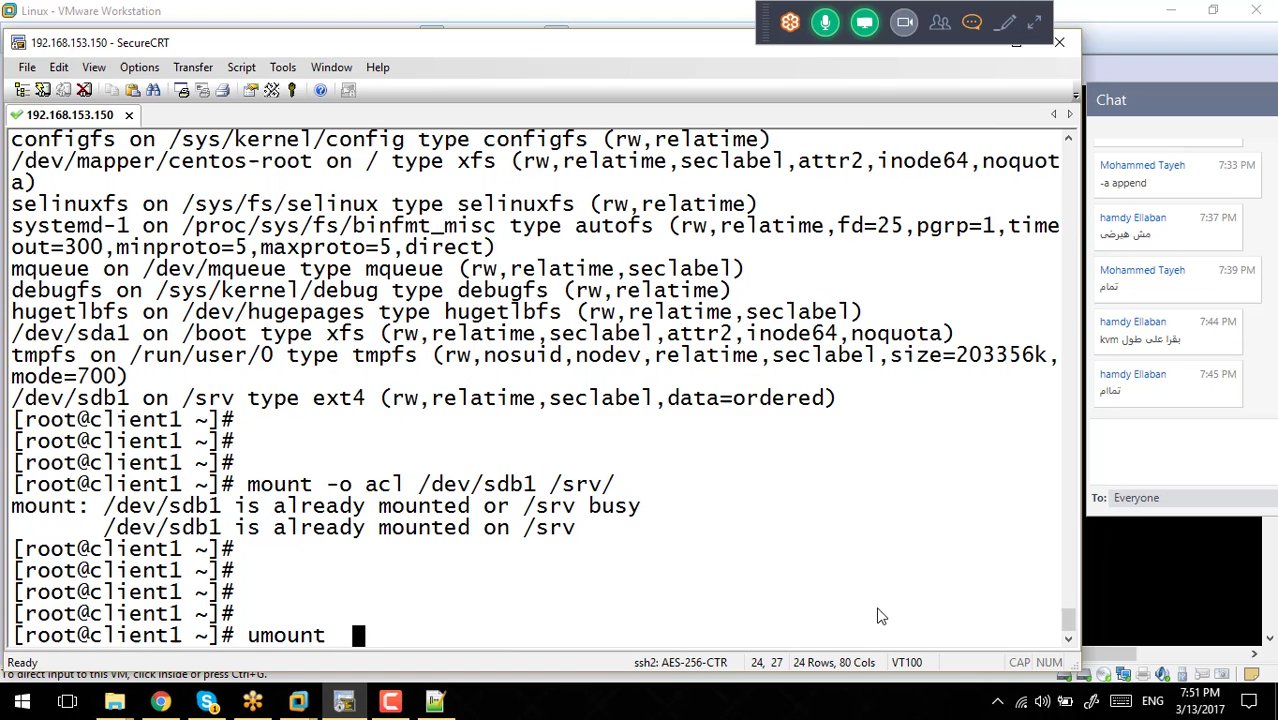 Linux - VMware Workstation
192.168.153.150 - SecureCRT
File Edit View Options Transfer Script Tools Window Help
192.168.153.150
configfs on /sys/kernel/config type configfs (rw,relatime)
/dev/mapper/centos-root on / type xfs (rw,relatime,seclabel,attr2,inode64,noquot
a)
selinuxfs on /sys/fs/selinux type selinuxfs (rw,relatime)
systemd-1 on /proc/sys/fs/binfmt_misc type autofs (rw,relatime,fd=25,pgrp=1,time
out=300,minproto=5,maxproto=5,direct)
mqueue on /dev/mqueue type mqueue (rw,relatime,seclabel)
debugfs on /sys/kernel/debug type debugfs (rw,relatime)
hugetlbfs on /dev/hugepages type hugetlbfs (rw,relatime,seclabel)
/dev/sda1 on /boot type xfs (rw,relatime,seclabel,attr2,inode64,noquota)
tmpfs on /run/user/0 type tmpfs (rw,nosuid,nodev,relatime,seclabel,size=203356k,
mode=700)
/dev/sdb1 on /srv type ext4 (rw,relatime,seclabel,data=ordered)
[root@client1 ~]#
[root@client1 ~]#
[root@client1 ~]#
[root@client1 ~]# mount -o acl /dev/sdb1 /srv/
mount: /dev/sdb1 is already mounted or /srv busy
/dev/sdb1 is already mounted on /srv
[root@client1 ~]#
[root@client1 ~]#
[root@client1 ~]#
[root@client1 ~]#
[root@client1 ~]# umount
Ready ssh2: AES-256-CTR 24, 27 24 Rows, 80 Cols VT100 CAP NUM
To direct input to this VM, click inside or press Ctrl+G.
Chat
Mohammed Tayeh 7:33 PM
-a append
hamdy Ellaban 7:37 PM
مش هيرضى
Mohammed Tayeh 7:39 PM
تمام
hamdy Ellaban 7:44 PM
بقرا على طول kvm
hamdy Ellaban 7:45 PM
تماام
To: Everyone
ENG
7:51 PM
3/13/2017